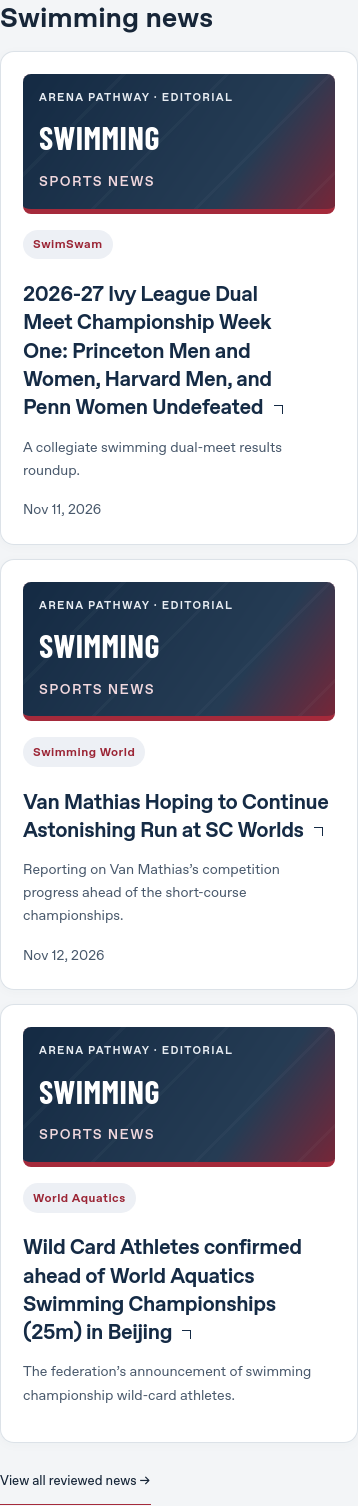 Swimming news
ARENA PATHWAY · EDITORIAL
SWIMMING
SPORTS NEWS
SwimSwam
2026-27 Ivy League Dual
Meet Championship Week
One: Princeton Men and
Women, Harvard Men, and
Penn Women Undefeated
A collegiate swimming dual-meet results
roundup.
Nov 11, 2026
ARENA PATHWAY · EDITORIAL
SWIMMING
SPORTS NEWS
Swimming World
Van Mathias Hoping to Continue
Astonishing Run at SC Worlds
Reporting on Van Mathias’s competition
progress ahead of the short-course
championships.
Nov 12, 2026
ARENA PATHWAY · EDITORIAL
SWIMMING
SPORTS NEWS
World Aquatics
Wild Card Athletes confirmed
ahead of World Aquatics
Swimming Championships
(25m) in Beijing
The federation’s announcement of swimming
championship wild-card athletes.
View all reviewed news →